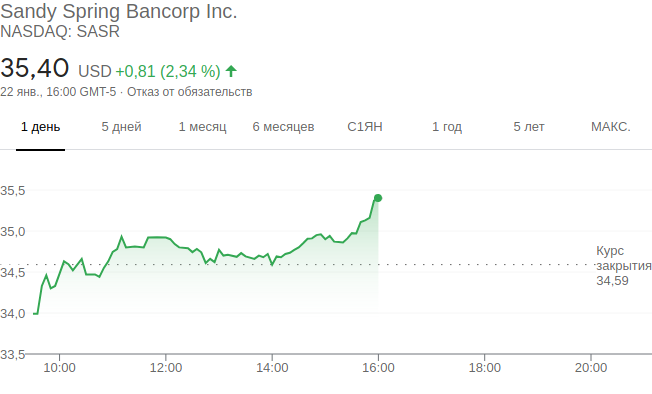 Sandy Spring Bancorp Inc.
NASDAQ: SASR
35,40 USD +0,81 (2,34 %)
22 янв., 16:00 GMT-5 · Отказ от обязательств
1 день 5 дней 1 месяц 6 месяцев С1ЯН 1 год 5 лет МАКС.
35,5
35,0
Курс
закрытия
34,59
34,5
34,0
33,5
10:00 12:00 14:00 16:00 18:00 20:00